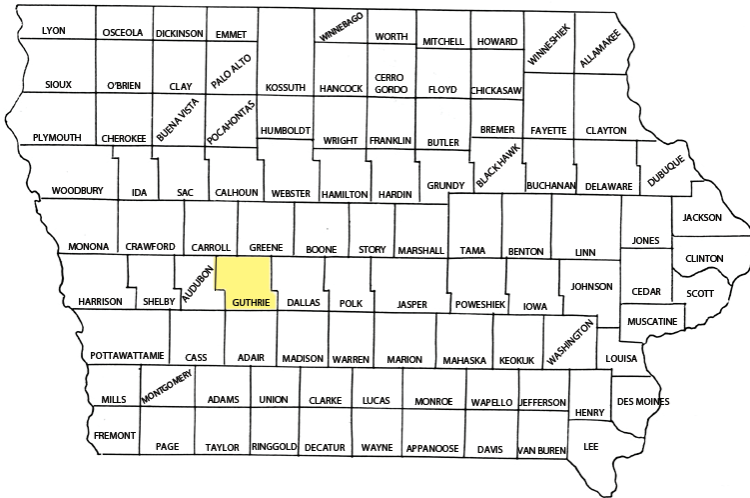 LYON OSCEOLA DICKINSON EMMET WINNEBAGO WORTH MITCHELL HOWARD WINNESHIEK ALLAMAKEE
SIOUX O'BRIEN CLAY PALO ALTO KOSSUTH HANCOCK CERRO GORDO FLOYD CHICKASAW
PLYMOUTH CHEROKEE BUENA VISTA POCAHONTAS HUMBOLDT WRIGHT FRANKLIN BUTLER BREMER FAYETTE CLAYTON
WOODBURY IDA SAC CALHOUN WEBSTER HAMILTON HARDIN GRUNDY BLACK HAWK BUCHANAN DELAWARE DUBUQUE
MONONA CRAWFORD CARROLL GREENE BOONE STORY MARSHALL TAMA BENTON LINN JONES JACKSON
CLINTON
HARRISON SHELBY AUDUBON GUTHRIE DALLAS POLK JASPER POWESHIEK IOWA JOHNSON CEDAR SCOTT
MUSCATINE
POTTAWATTAMIE CASS ADAIR MADISON WARREN MARION MAHASKA KEOKUK WASHINGTON LOUISA
MILLS MONTGOMERY ADAMS UNION CLARKE LUCAS MONROE WAPELLO JEFFERSON HENRY DES MOINES
FREMONT PAGE TAYLOR RINGGOLD DECATUR WAYNE APPANOOSE DAVIS VAN BUREN LEE